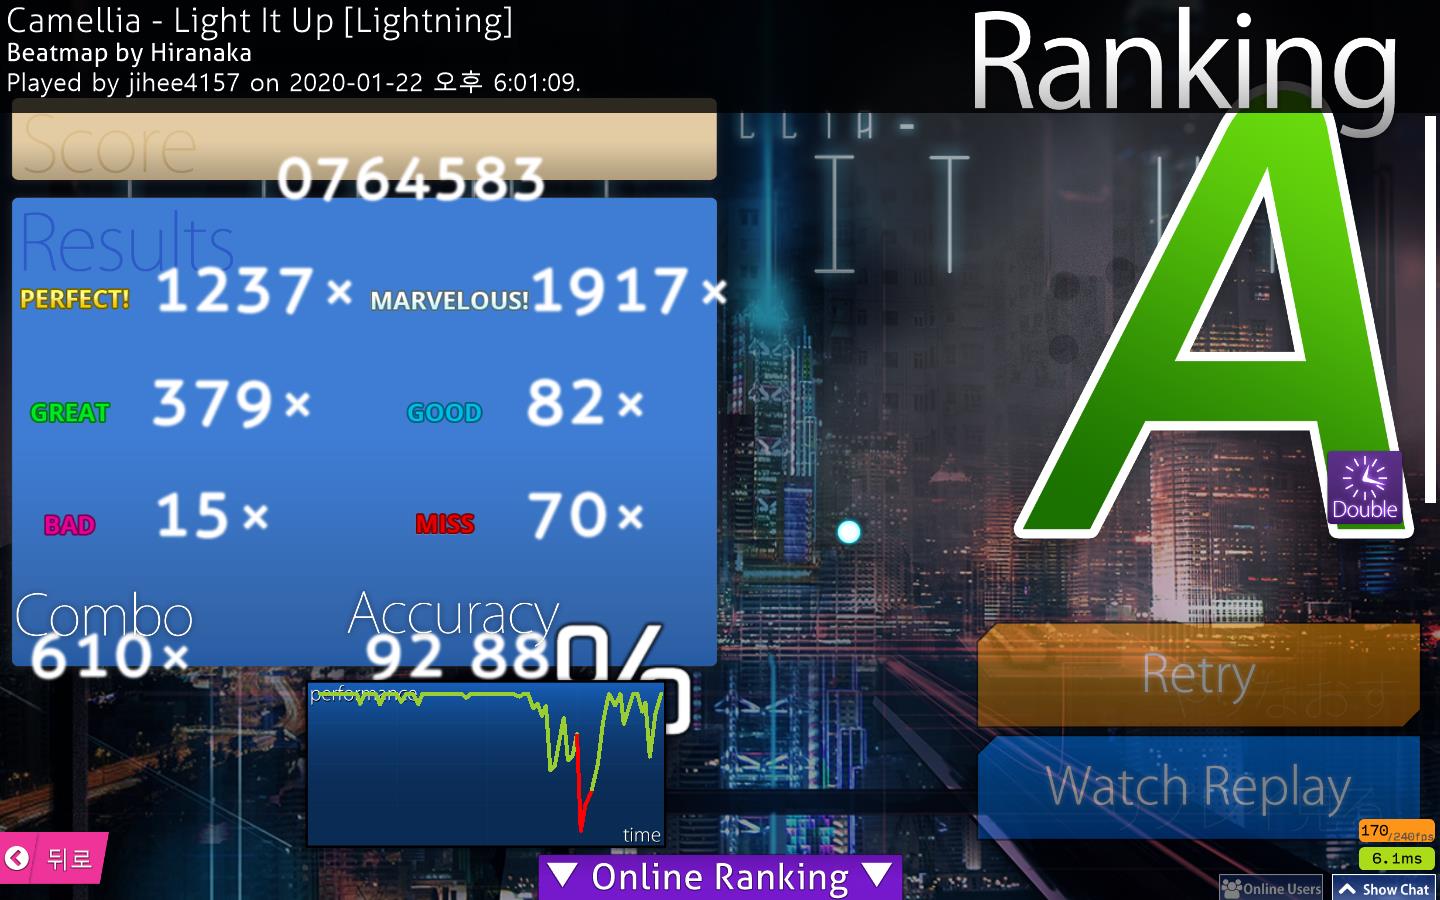 Camellia - Light It Up [Lightning]
Beatmap by Hiranaka
Played by jihee4157 on 2020-01-22 오후 6:01:09.
Ranking
Score
0764583
Results
PERFECT! 1237× MARVELOUS! 1917×
GREAT 379× GOOD 82×
BAD 15× MISS 70×
Combo Accuracy
610× 92 88%
A
Double
performance
time
Retry
Watch Replay
뒤로
▼ Online Ranking ▼
170/240fps
6.1ms
Online Users
Show Chat